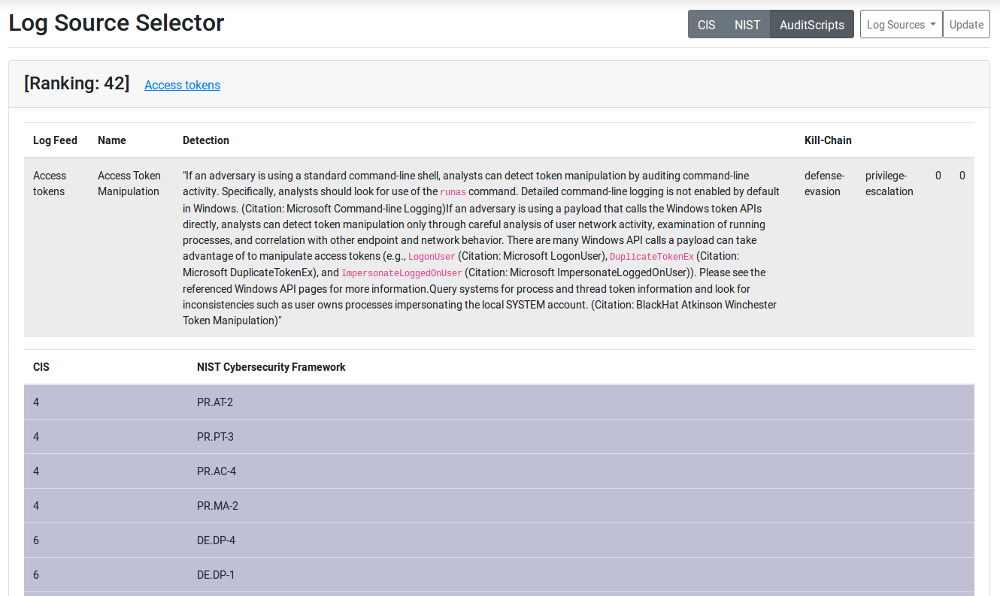 Log Source Selector
CIS NIST AuditScripts Log Sources Update
[Ranking: 42] Access tokens
Log Feed Name Detection Kill-Chain
Access tokens
Access Token Manipulation
"If an adversary is using a standard command-line shell, analysts can detect token manipulation by auditing command-line
activity. Specifically, analysts should look for use of the runas command. Detailed command-line logging is not enabled by default
in Windows. (Citation: Microsoft Command-line Logging)If an adversary is using a payload that calls the Windows token APIs
directly, analysts can detect token manipulation only through careful analysis of user network activity, examination of running
processes, and correlation with other endpoint and network behavior. There are many Windows API calls a payload can take
advantage of to manipulate access tokens (e.g., LogonUser (Citation: Microsoft LogonUser), DuplicateTokenEx (Citation:
Microsoft DuplicateTokenEx), and ImpersonateLoggedOnUser (Citation: Microsoft ImpersonateLoggedOnUser)). Please see the
referenced Windows API pages for more information.Query systems for process and thread token information and look for
inconsistencies such as user owns processes impersonating the local SYSTEM account. (Citation: BlackHat Atkinson Winchester
Token Manipulation)"
defense-
evasion
privilege-
escalation
0 0
CIS NIST Cybersecurity Framework
4 PR.AT-2
4 PR.PT-3
4 PR.AC-4
4 PR.MA-2
6 DE.DP-4
6 DE.DP-1